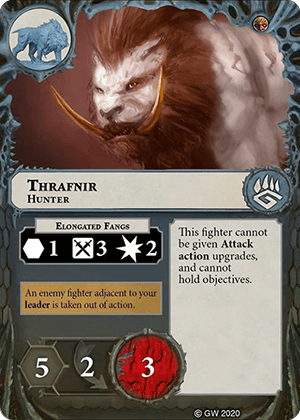 THRAFNIR
HUNTER
ELONGATED FANGS
1 3 2
An enemy fighter adjacent to your
leader is taken out of action.
This fighter cannot
be given Attack
action upgrades,
and cannot
hold objectives.
5 2 3
© GW 2020